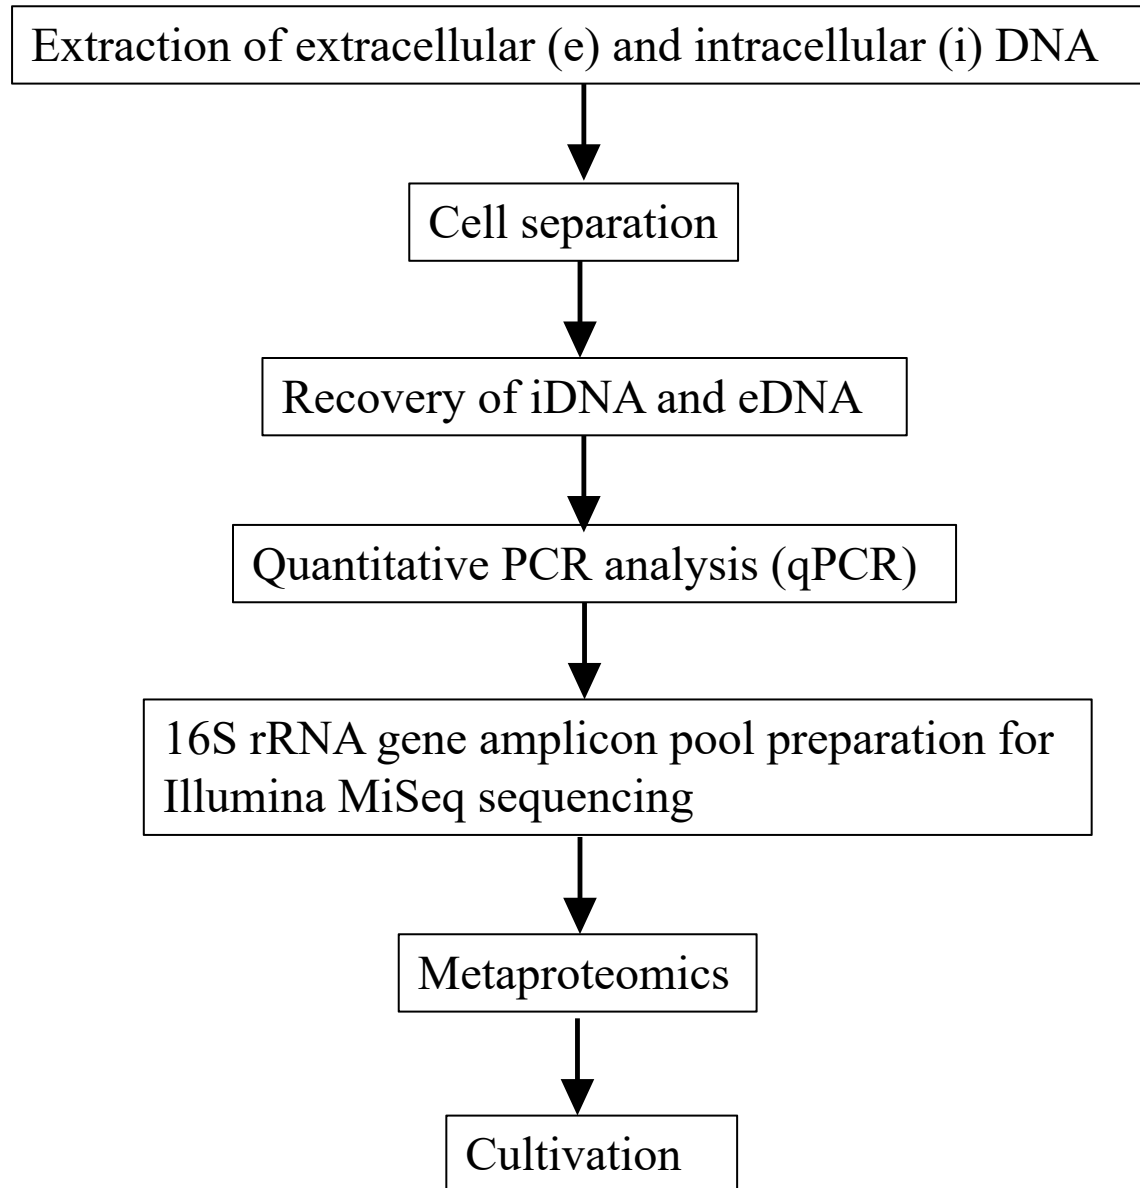 Extraction of extracellular (e) and intracellular (i) DNA
Cell separation
Recovery of iDNA and eDNA
Quantitative PCR analysis (qPCR)
16S rRNA gene amplicon pool preparation for
Illumina MiSeq sequencing
Metaproteomics
Cultivation